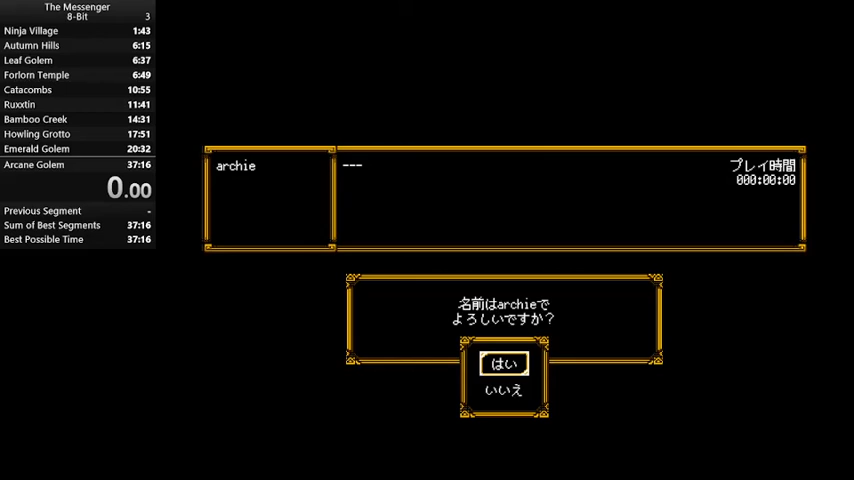 The Messenger
8-Bit 3
Ninja Village 1:43
Autumn Hills 6:15
Leaf Golem 6:37
Forlorn Temple 6:49
Catacombs 10:55
Ruxxtin 11:41
Bamboo Creek 14:31
Howling Grotto 17:51
Emerald Golem 20:32
Arcane Golem 37:16
0.00
Previous Segment -
Sum of Best Segments 37:16
Best Possible Time 37:16
archie --- プレイ時間
000:00:00
名前はarchieで
よろしいですか?
はい
いいえ